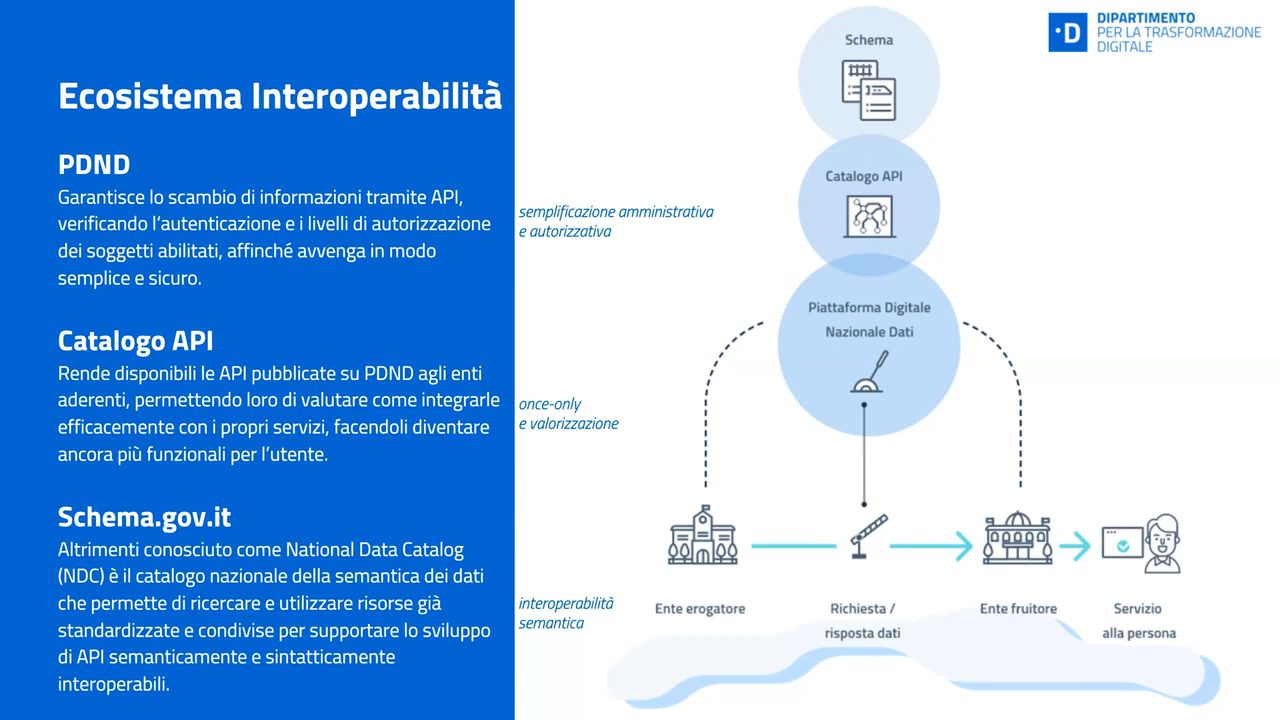 Ecosistema Interoperabilità
PDND
Garantisce lo scambio di informazioni tramite API,
verificando l'autenticazione e i livelli di autorizzazione
dei soggetti abilitati, affinché avvenga in modo
semplice e sicuro.
Catalogo API
Rende disponibili le API pubblicate su PDND agli enti
aderenti, permettendo loro di valutare come integrarle
efficacemente con i propri servizi, facendoli diventare
ancora più funzionali per l'utente.
Schema.gov.it
Altrimenti conosciuto come National Data Catalog
(NDC) è il catalogo nazionale della semantica dei dati
che permette di ricercare e utilizzare risorse già
standardizzate e condivise per supportare lo sviluppo
di API semanticamente e sintatticamente
interoperabili.
semplificazione amministrativa
e autorizzativa
once-only
e valorizzazione
interoperabilità
semantica
Schema
Catalogo API
Piattaforma Digitale
Nazionale Dati
Ente erogatore
Richiesta /
risposta dati
Ente fruitore
Servizio
alla persona
D
DIPARTIMENTO
PER LA TRASFORMAZIONE
DIGITALE